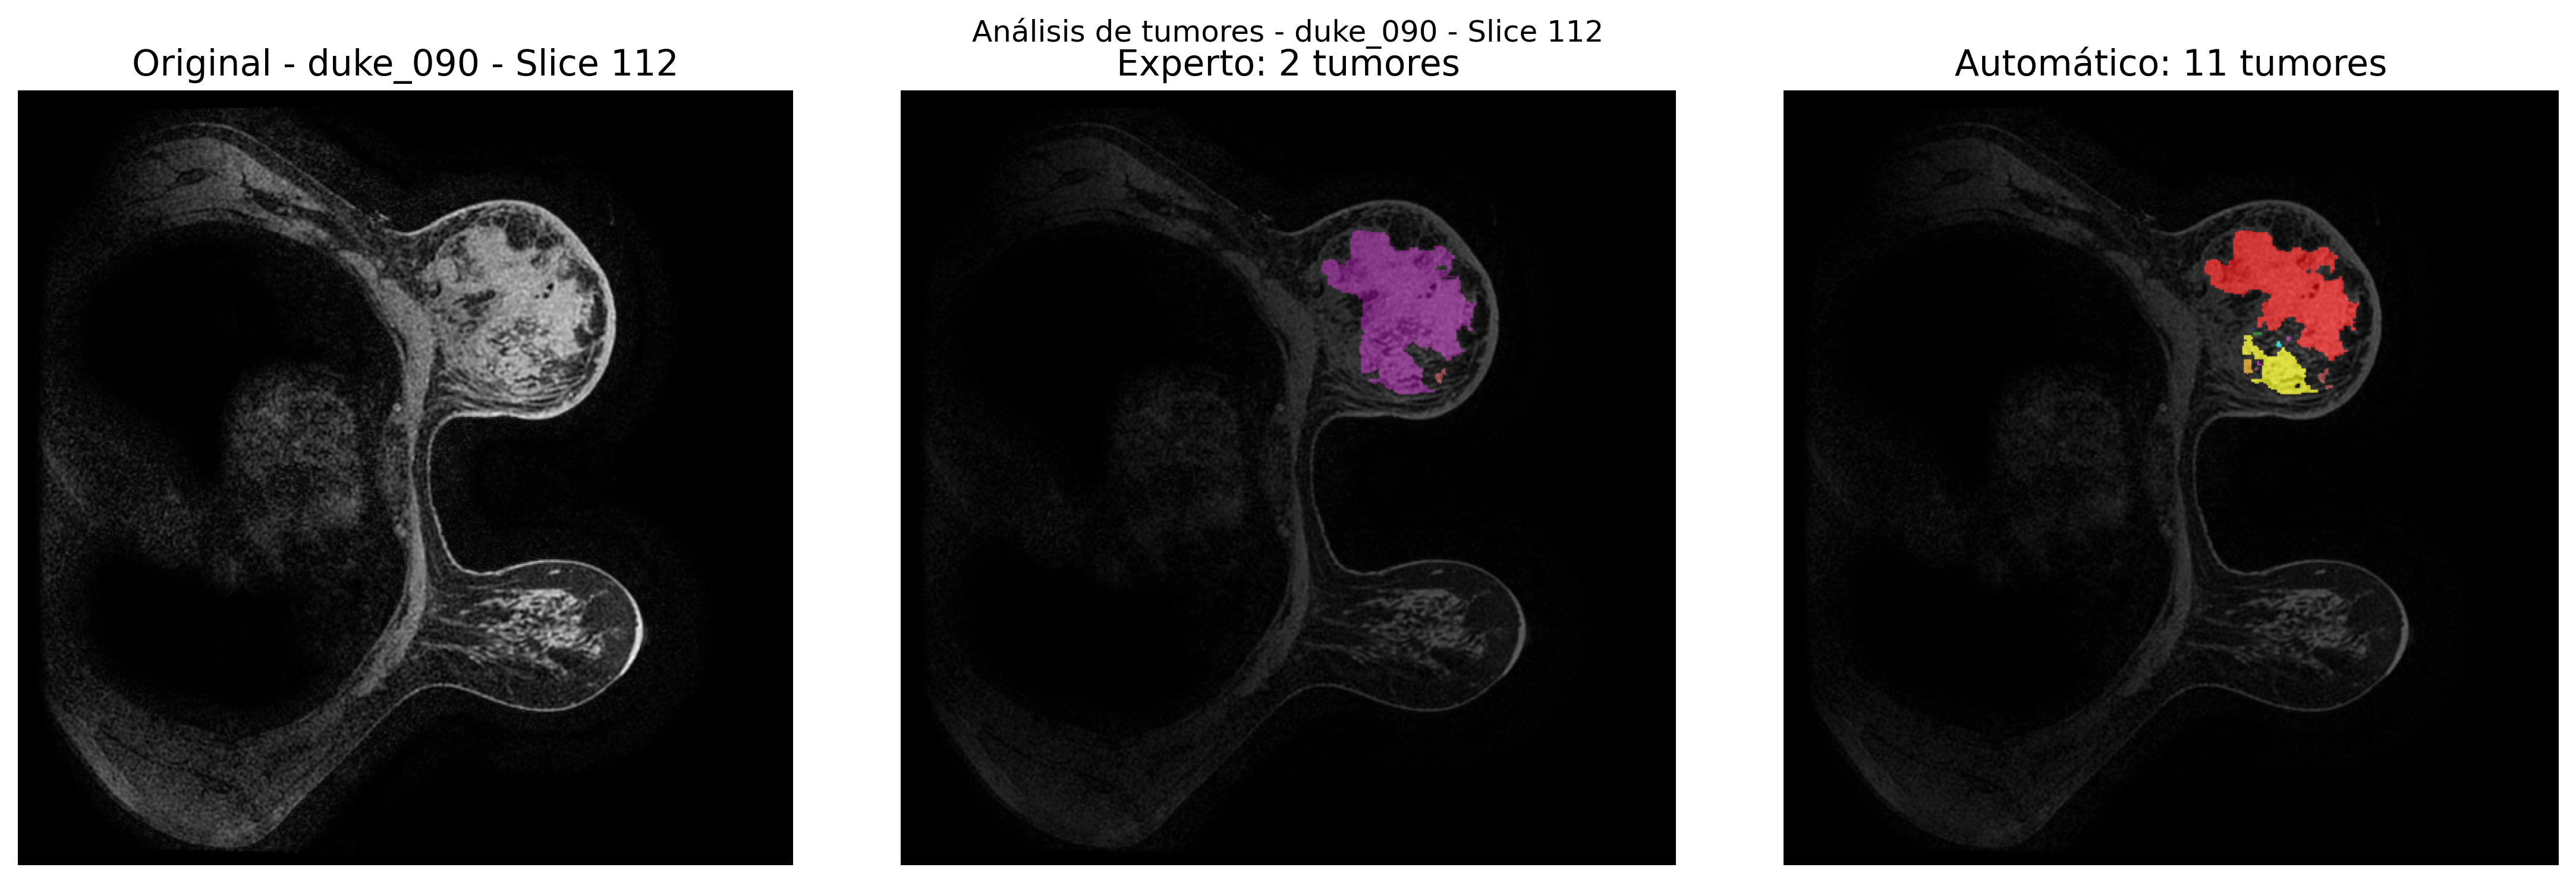 Análisis de tumores - duke_090 - Slice 112
Original - duke_090 - Slice 112
Experto: 2 tumores
Automático: 11 tumores